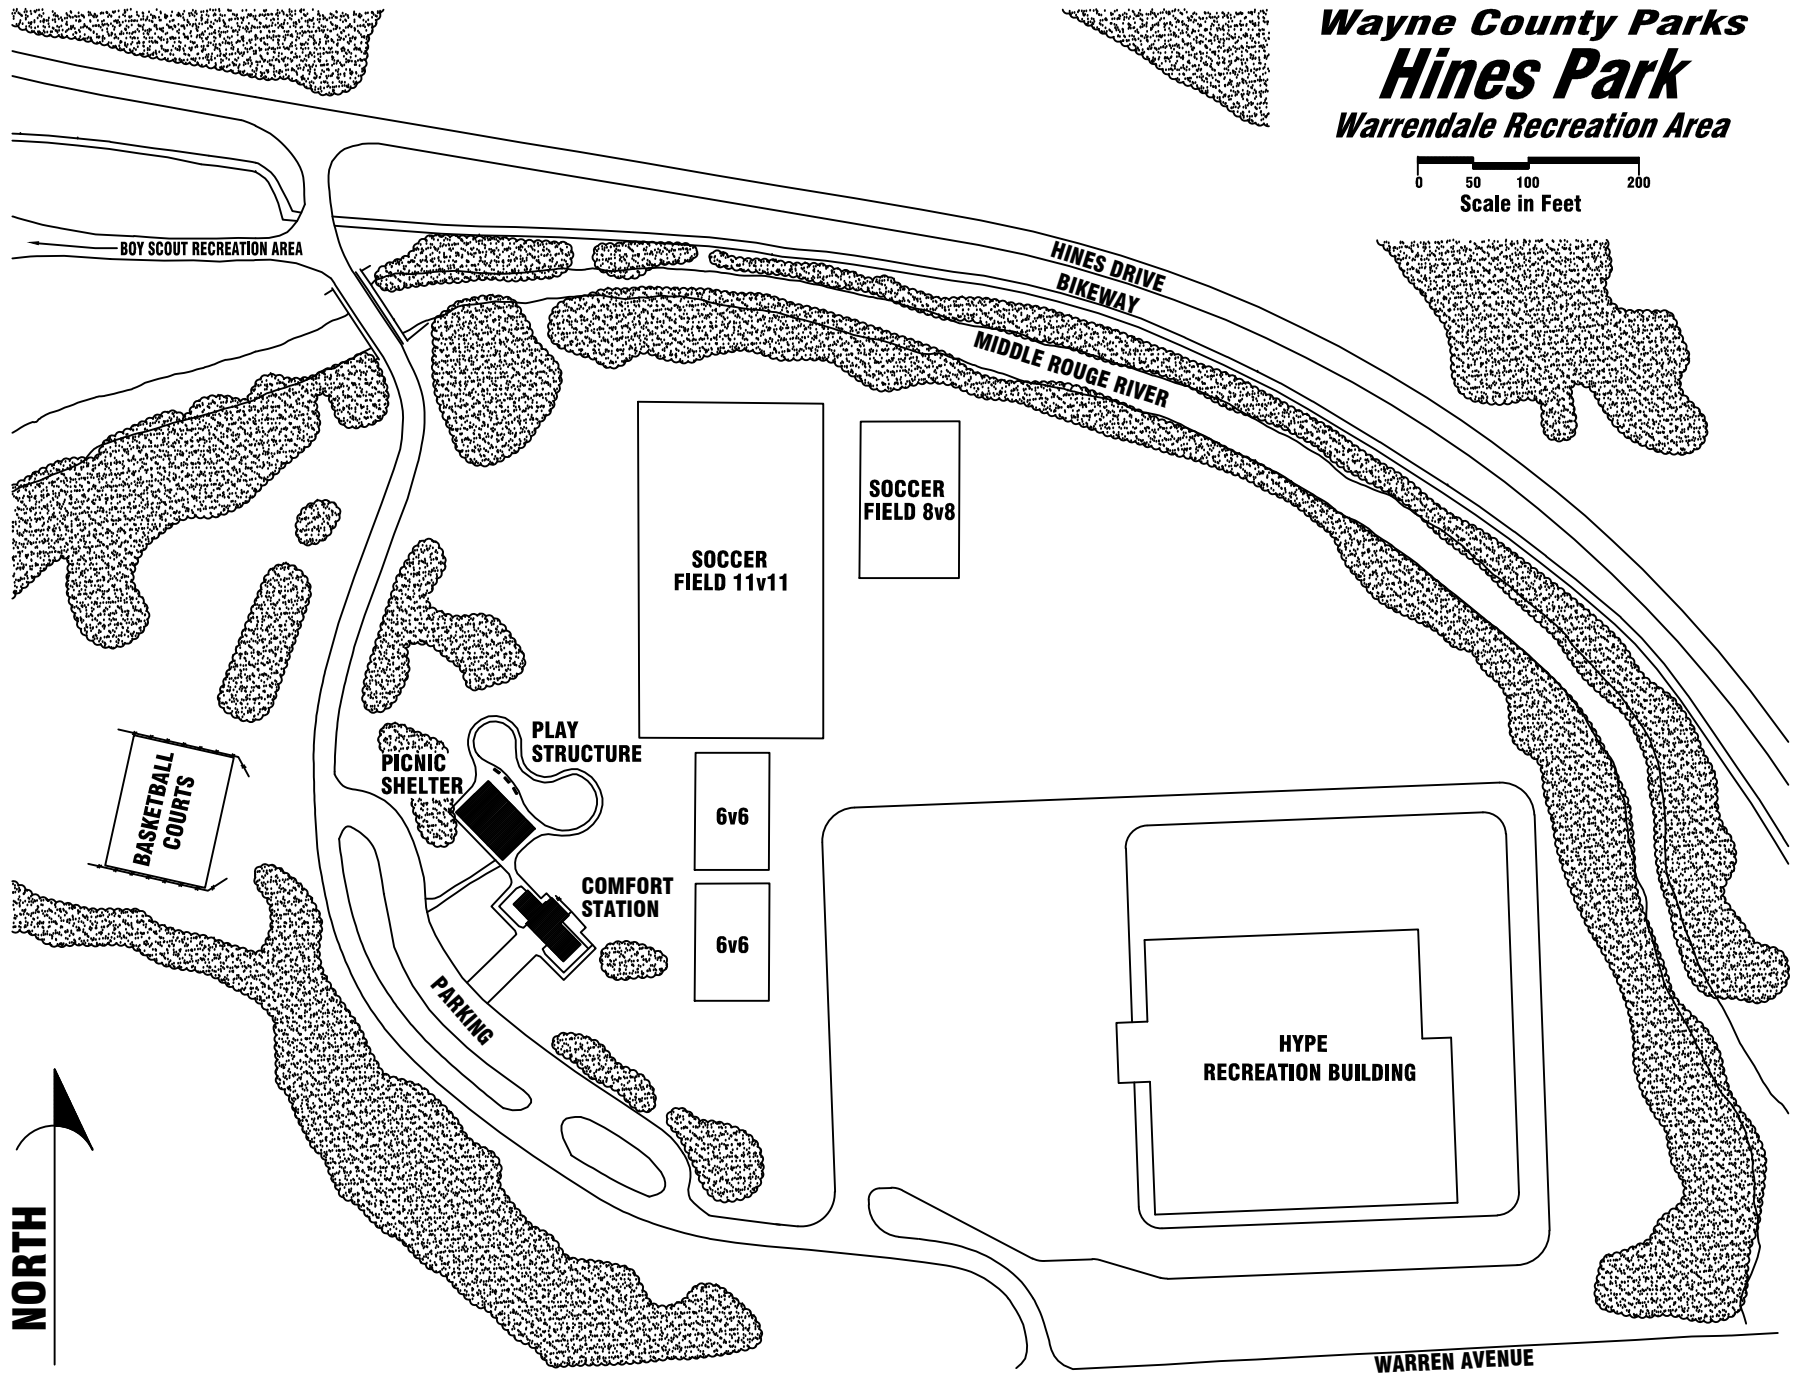 Wayne County Parks
Hines Park
Warrendale Recreation Area
0 50 100 200
Scale in Feet
BOY SCOUT RECREATION AREA
HINES DRIVE
BIKEWAY
MIDDLE ROUGE RIVER
SOCCER
FIELD 8v8
SOCCER
FIELD 11v11
PLAY
STRUCTURE
PICNIC
SHELTER
BASKETBALL
COURTS
6v6
COMFORT
STATION
6v6
PARKING
HYPE
RECREATION BUILDING
NORTH
WARREN AVENUE